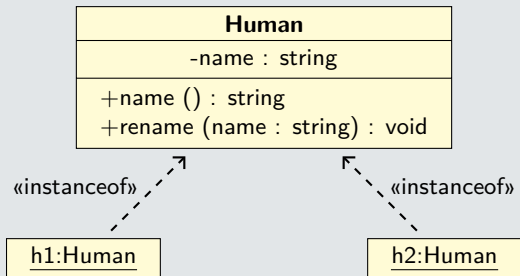 Human
-name : string
+name () : string
+rename (name : string) : void
«instanceof» «instanceof»
h1:Human h2:Human